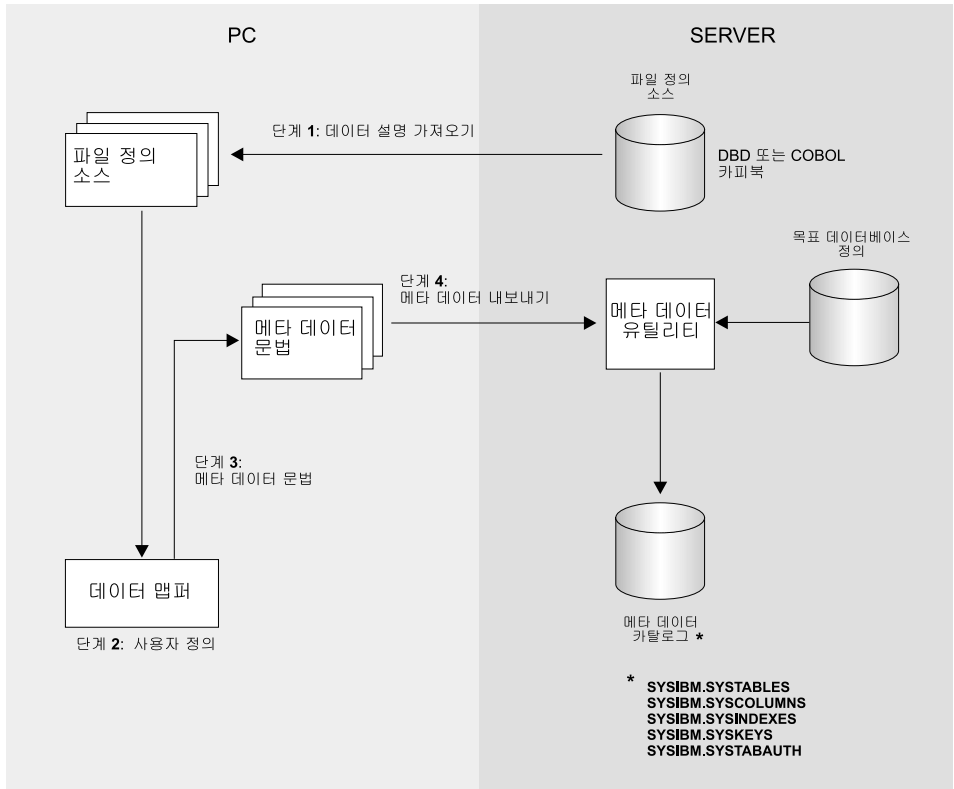 PC
SERVER
파일 정의
소스
단계 1: 데이터 설명 가져오기
파일 정의
소스
DBD 또는 COBOL
카피북
목표 데이터베이스
정의
단계 4:
메타 데이터 내보내기
메타 데이터
문법
메타 데이터
유틸리티
단계 3:
메타 데이터 문법
데이터 맵퍼
단계 2: 사용자 정의
메타 데이터
카탈로그 *
* SYSIBM.SYSTABLES
SYSIBM.SYSCOLUMNS
SYSIBM.SYSINDEXES
SYSIBM.SYSKEYS
SYSIBM.SYSTABAUTH